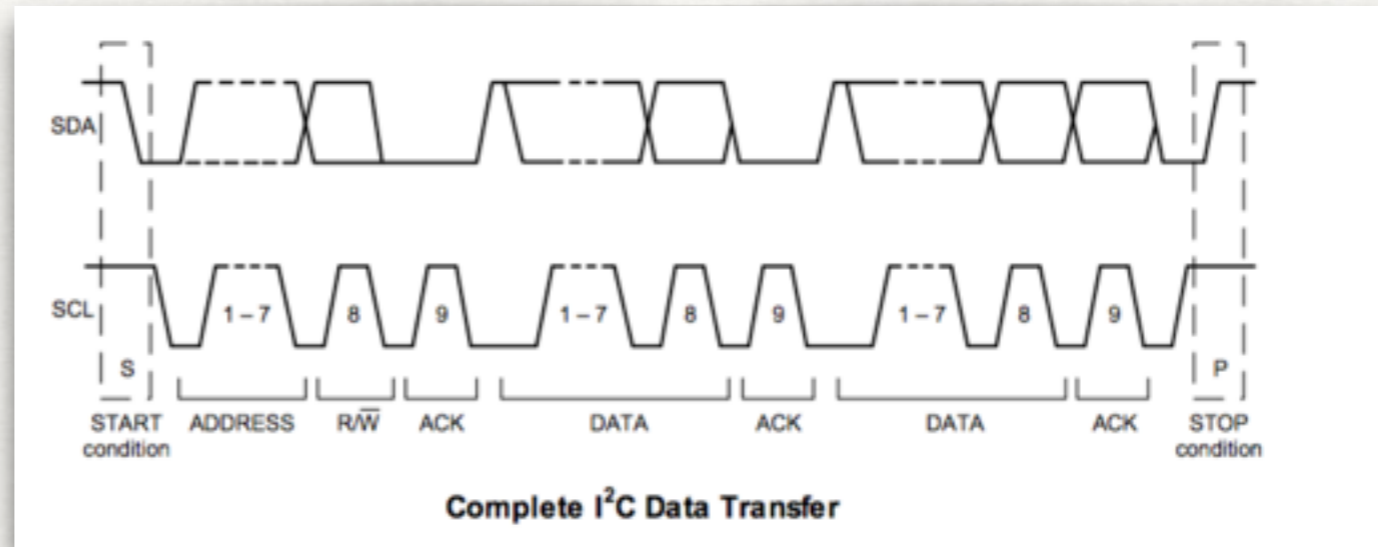 SDA
SCL
1 – 7 8 9 1 – 7 8 9 1 – 7 8 9
S P
START condition ADDRESS R/W̅ ACK DATA ACK DATA ACK STOP condition
Complete I²C Data Transfer